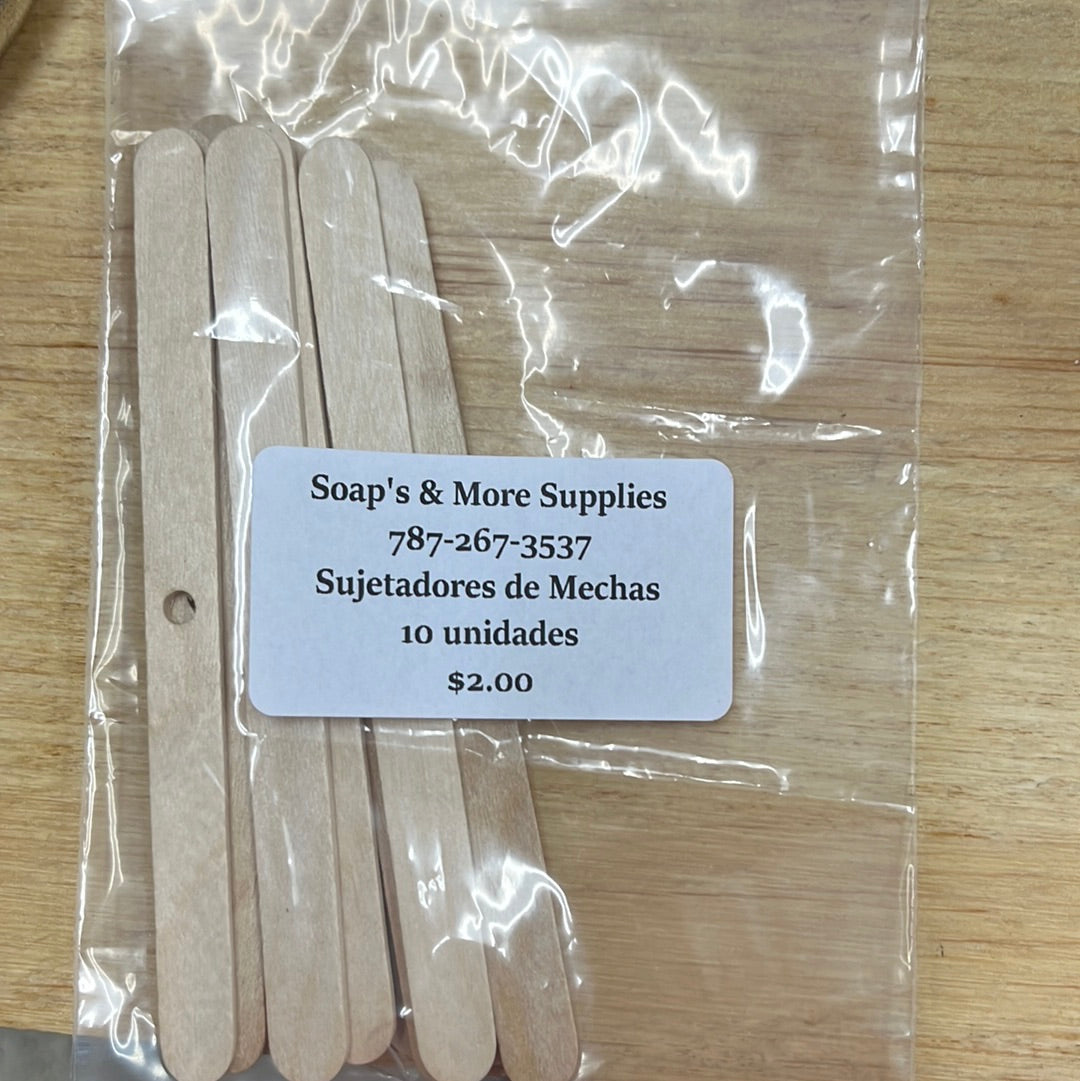 Soap's & More Supplies
787-267-3537
Sujetadores de Mechas
10 unidades
$2.00